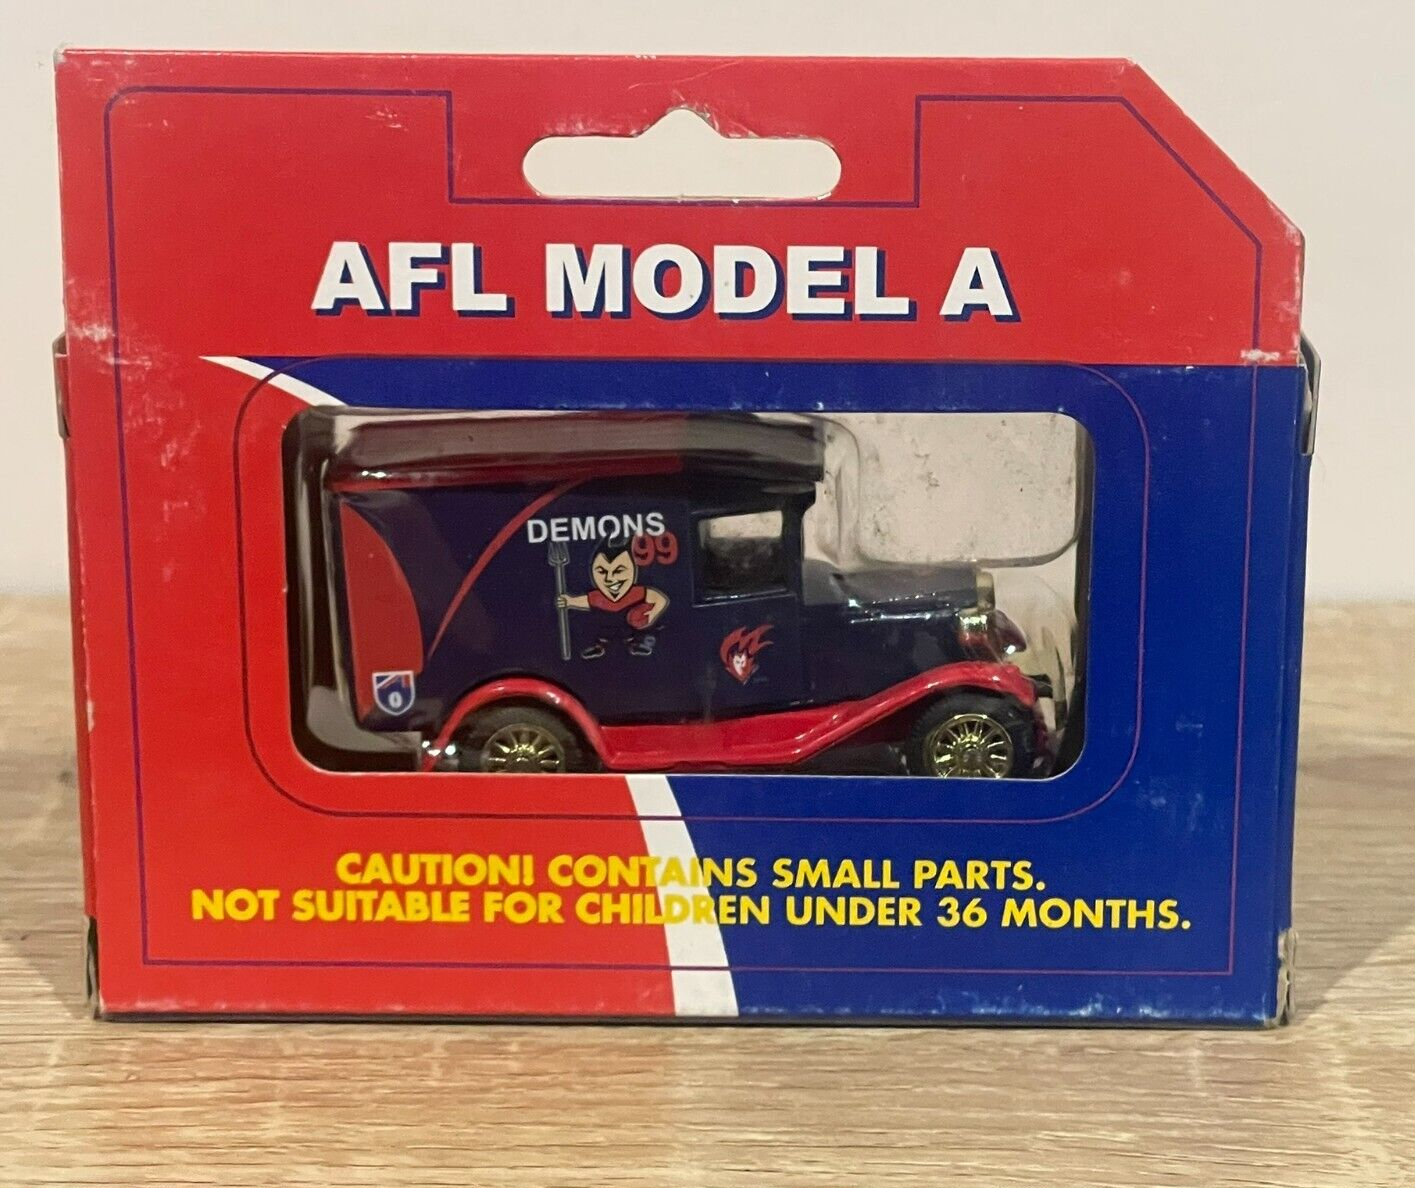 AFL MODEL A
DEMONS
99
CAUTION! CONTAINS SMALL PARTS.
NOT SUITABLE FOR CHILDREN UNDER 36 MONTHS.